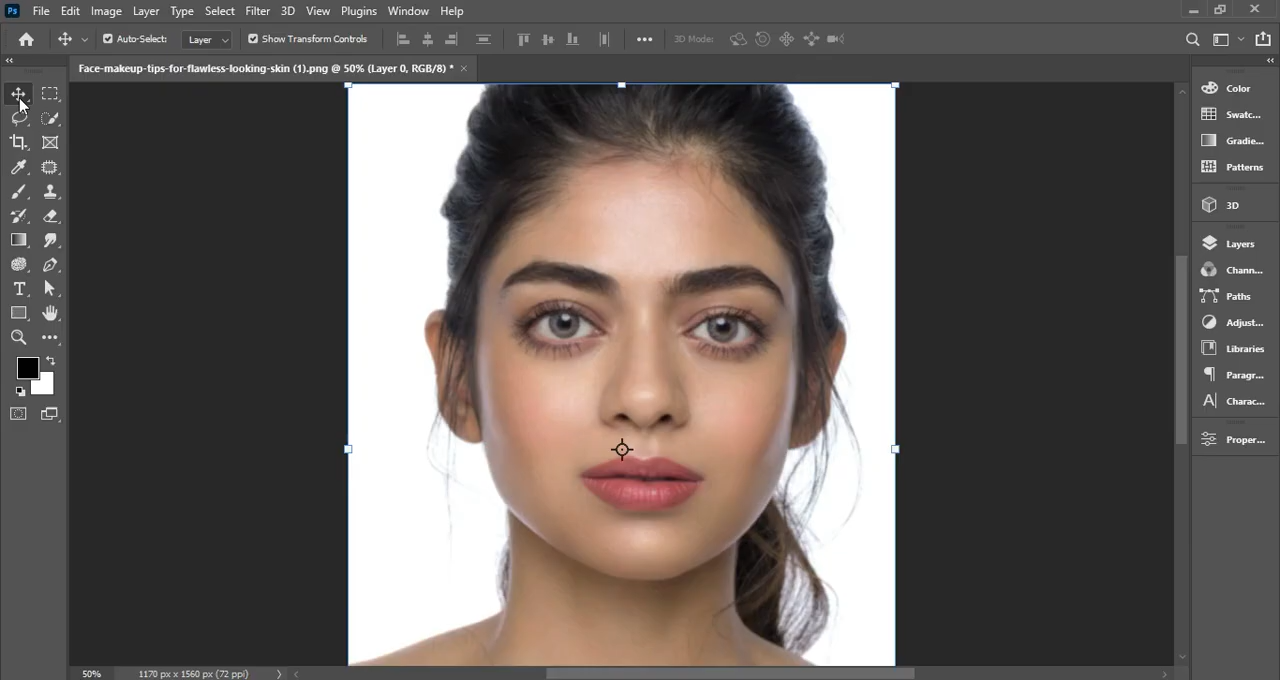 Ps File Edit Image Layer Type Select Filter 3D View Plugins Window Help
Auto-Select: Layer Show Transform Controls 3D Mode:
Face-makeup-tips-for-flawless-looking-skin (1).png @ 50% (Layer 0, RGB/8) *
Color
Swatc...
Gradie...
Patterns
3D
Layers
Chann...
Paths
Adjust...
Libraries
Paragr...
Charac...
Proper...
50% 1170 px x 1560 px (72 ppi)